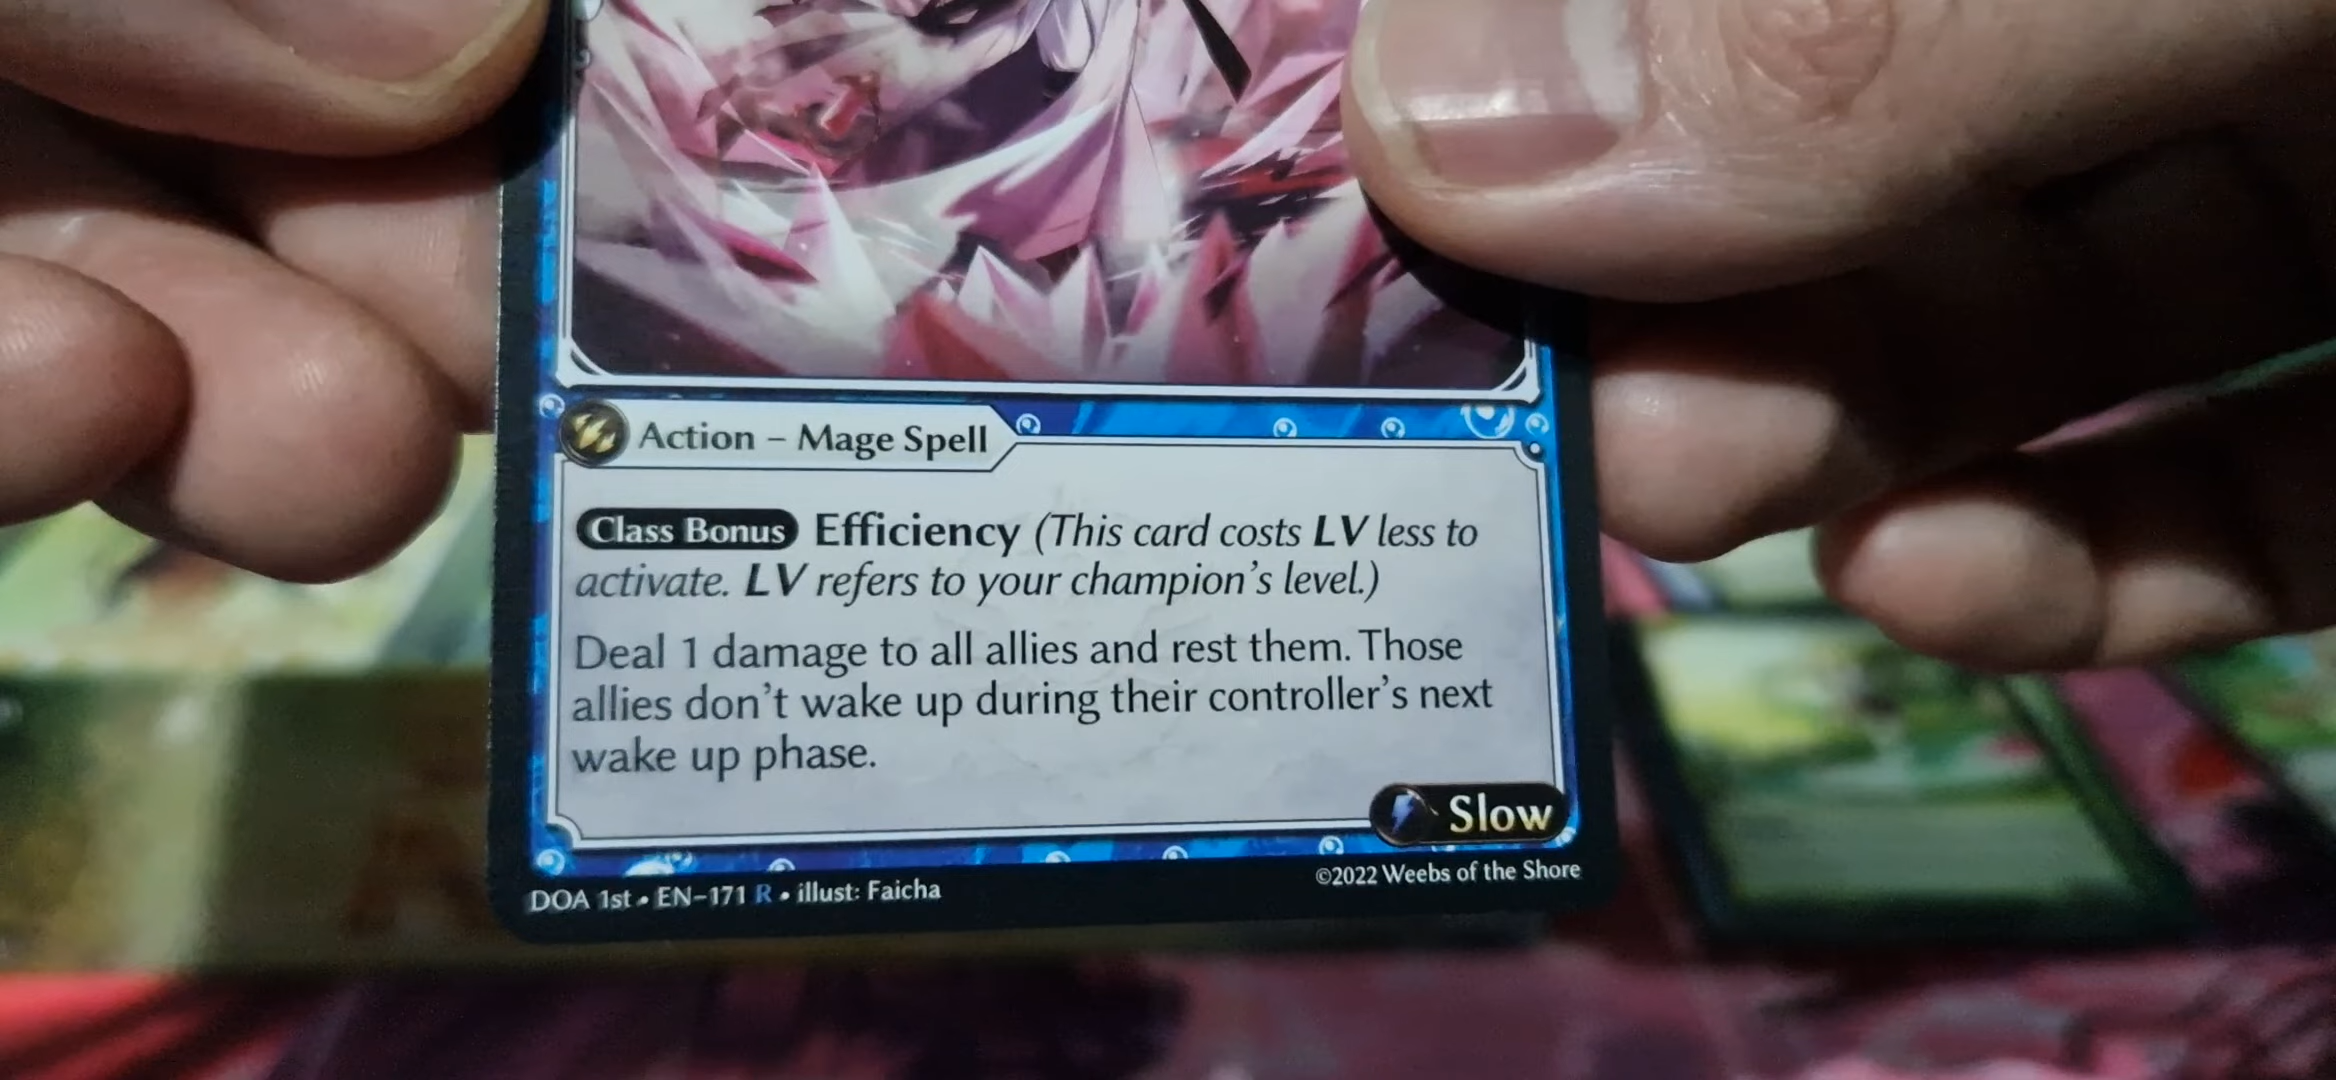 Action – Mage Spell
Class Bonus Efficiency (This card costs LV less to
activate. LV refers to your champion's level.)
Deal 1 damage to all allies and rest them. Those
allies don't wake up during their controller's next
wake up phase.
Slow
DOA 1st • EN–171 R • illust: Faicha
©2022 Weebs of the Shore